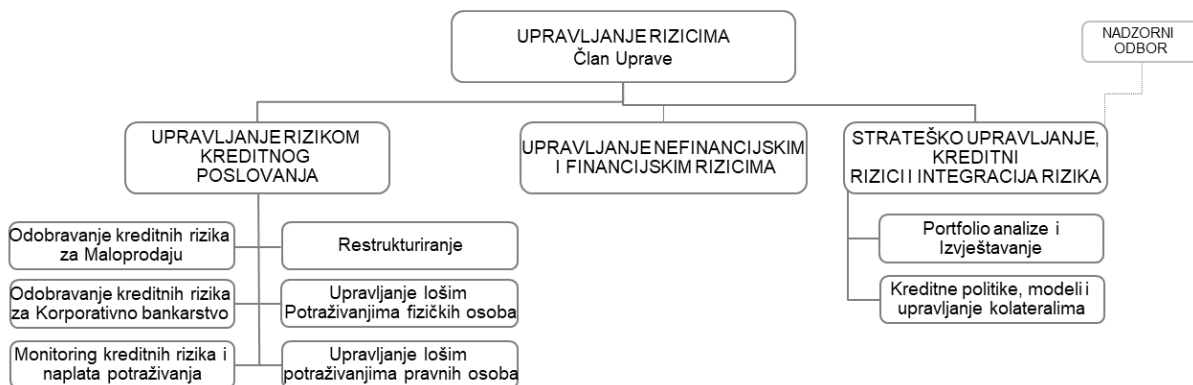 UPRAVLJANJE RIZICIMA
Član Uprave
NADZORNI
ODBOR
UPRAVLJANJE RIZIKOM
KREDITNOG
POSLOVANJA
UPRAVLJANJE NEFINANCIJSKIM
I FINANCIJSKIM RIZICIMA
STRATEŠKO UPRAVLJANJE,
KREDITNI
RIZICI I INTEGRACIJA RIZIKA
Odobravanje kreditnih rizika
za Maloprodaju
Restrukturiranje
Portfolio analize i
Izvještavanje
Odobravanje kreditnih rizika
za Korporativno bankarstvo
Upravljanje lošim
Potraživanjima fizičkih osoba
Kreditne politike, modeli i
upravljanje kolateralima
Monitoring kreditnih rizika i
naplata potraživanja
Upravljanje lošim
potraživanjima pravnih osoba